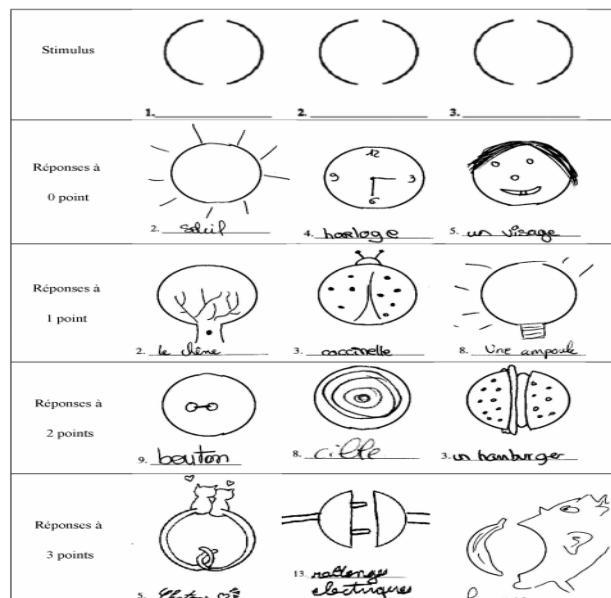 Stimulus
1.
2.
3.
Réponses à
0 point
12
9
3
6
2. soleil
4. horloge
5. un visage
Réponses à
1 point
2. le chêne
3. coccinelle
8. Une ampoule
Réponses à
2 points
9. bouton
8. cible
3. un hamburger
Réponses à
3 points
5.
13.
électriques